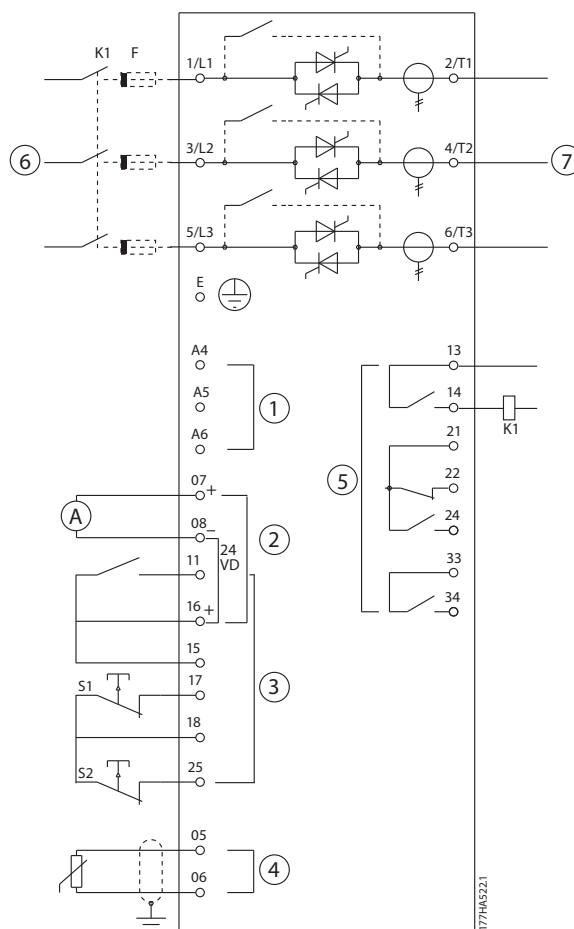 K1 F 1/L1 2/T1
6 3/L2 4/T2 7
5/L3 6/T3
E
A4 13
A5 1 14
A6 K1
21
07 + 5 22
A 08 − 2 24
24
VD
11 33
16 + 34
15
S1 17 3
18
S2 25
05
4
06
177HA522.1